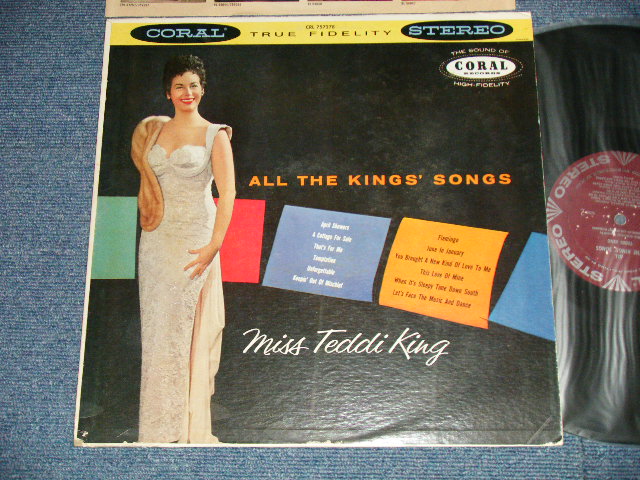 CORAL
TRUE FIDELITY
CRL 757278
STEREO
THE SOUND OF
CORAL
RECORDS
HIGH-FIDELITY
ALL THE KINGS' SONGS
April Showers
A Cottage For Sale
That's For Me
Temptation
Unforgettable
Keepin' Out Of Mischief
Flamingo
June In January
You Brought A New Kind Of Love To Me
This Love Of Mine
When It's Sleepy Time Down South
Let's Face The Music And Dance
Miss Teddi King
STEREO